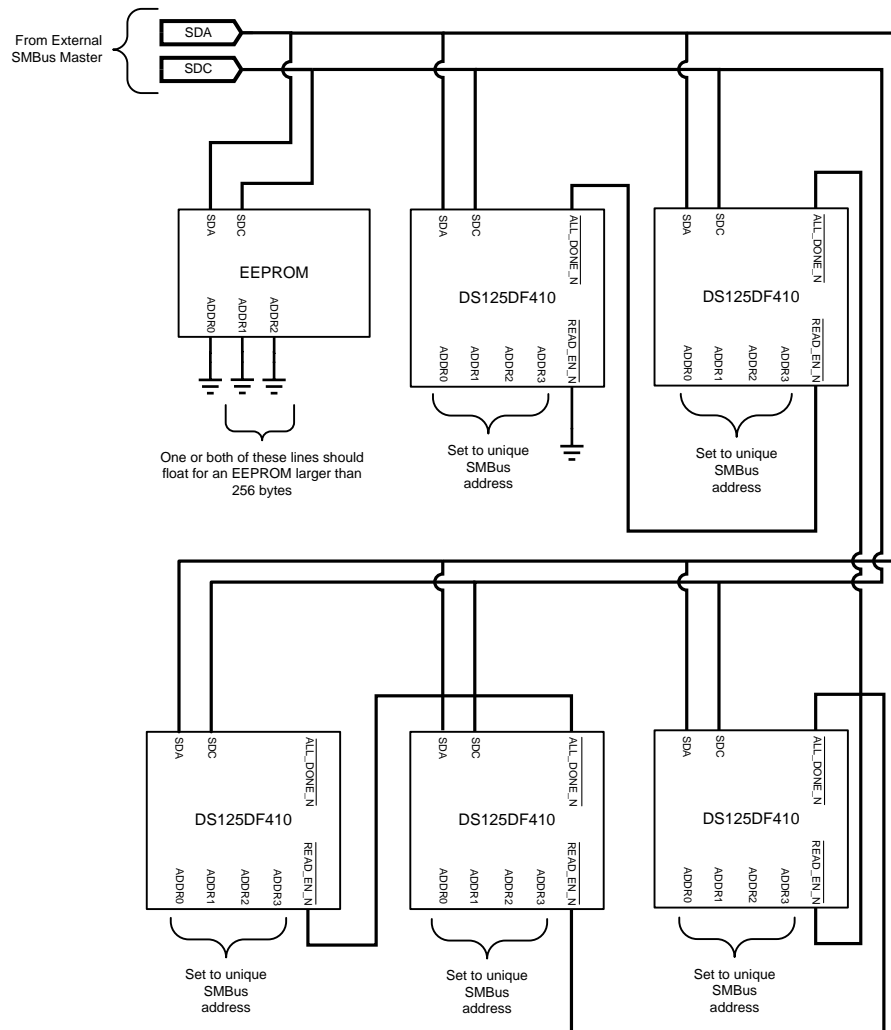 From External
SMBus Master
SDA
SDC
SDA
SDC
EEPROM
ADDR0
ADDR1
ADDR2
One or both of these lines should
float for an EEPROM larger than
256 bytes
SDA
SDC
ALL_DONE_N
DS125DF410
ADDR0
ADDR1
ADDR2
ADDR3
READ_EN_N
Set to unique
SMBus
address
SDA
SDC
ALL_DONE_N
DS125DF410
ADDR0
ADDR1
ADDR2
ADDR3
READ_EN_N
Set to unique
SMBus
address
SDA
SDC
ALL_DONE_N
DS125DF410
ADDR0
ADDR1
ADDR2
ADDR3
READ_EN_N
Set to unique
SMBus
address
SDA
SDC
ALL_DONE_N
DS125DF410
ADDR0
ADDR1
ADDR2
ADDR3
READ_EN_N
Set to unique
SMBus
address
SDA
SDC
ALL_DONE_N
DS125DF410
ADDR0
ADDR1
ADDR2
ADDR3
READ_EN_N
Set to unique
SMBus
address